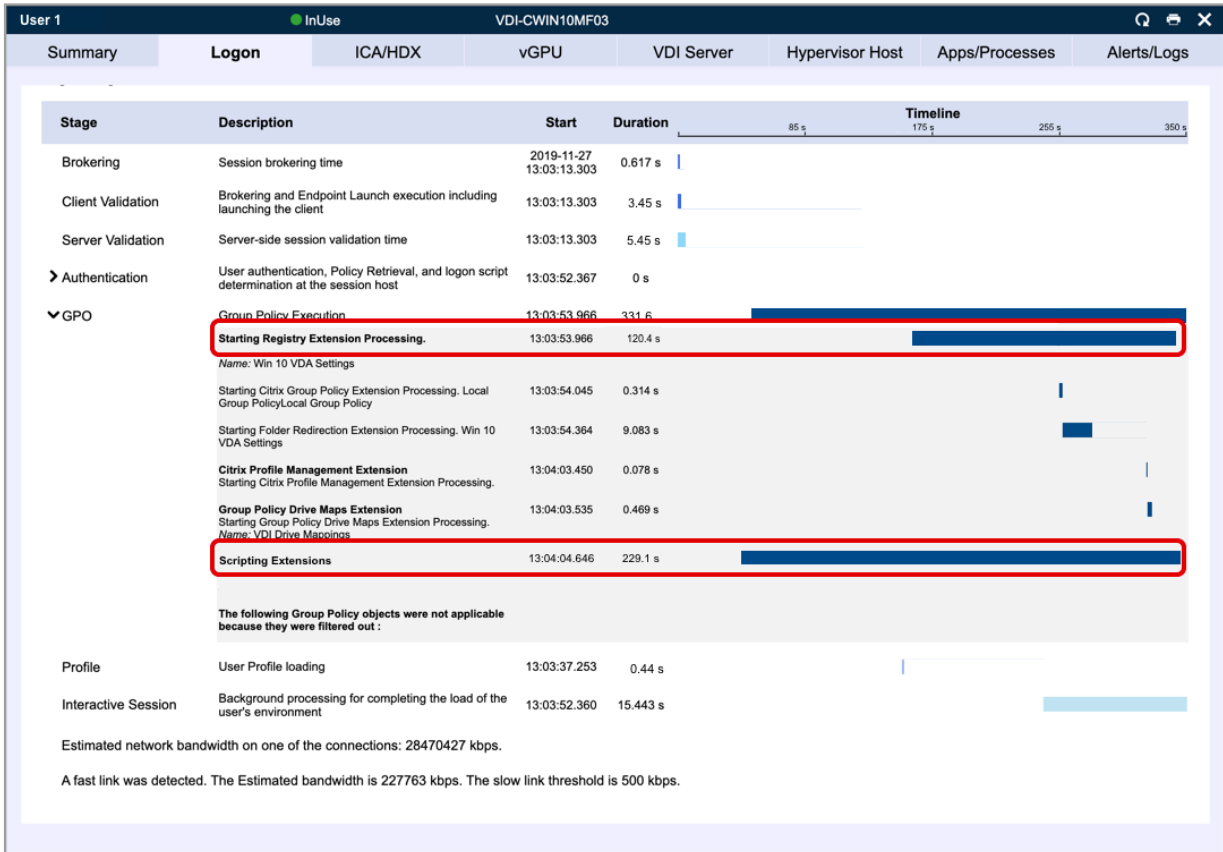 User 1 InUse VDI-CWIN10MF03
Summary Logon ICA/HDX vGPU VDI Server Hypervisor Host Apps/Processes Alerts/Logs
Stage Description Start Duration Timeline
85 s 175 s 255 s 350 s
Brokering Session brokering time 2019-11-27 13:03:13.303 0.617 s
Client Validation Brokering and Endpoint Launch execution including
launching the client 13:03:13.303 3.45 s
Server Validation Server-side session validation time 13:03:13.303 5.45 s
Authentication User authentication, Policy Retrieval, and logon script
determination at the session host 13:03:52.367 0 s
GPO Group Policy Execution 13:03:53.966 331.6
Starting Registry Extension Processing. 13:03:53.966 120.4 s
Name: Win 10 VDA Settings
Starting Citrix Group Policy Extension Processing. Local
Group PolicyLocal Group Policy 13:03:54.045 0.314 s
Starting Folder Redirection Extension Processing. Win 10
VDA Settings 13:03:54.364 9.083 s
Citrix Profile Management Extension 13:04:03.450 0.078 s
Starting Citrix Profile Management Extension Processing.
Group Policy Drive Maps Extension 13:04:03.535 0.469 s
Starting Group Policy Drive Maps Extension Processing.
Name: VDI Drive Mappings
Scripting Extensions 13:04:04.646 229.1 s
The following Group Policy objects were not applicable
because they were filtered out :
Profile User Profile loading 13:03:37.253 0.44 s
Interactive Session Background processing for completing the load of the
user's environment 13:03:52.360 15.443 s
Estimated network bandwidth on one of the connections: 28470427 kbps.
A fast link was detected. The Estimated bandwidth is 227763 kbps. The slow link threshold is 500 kbps.